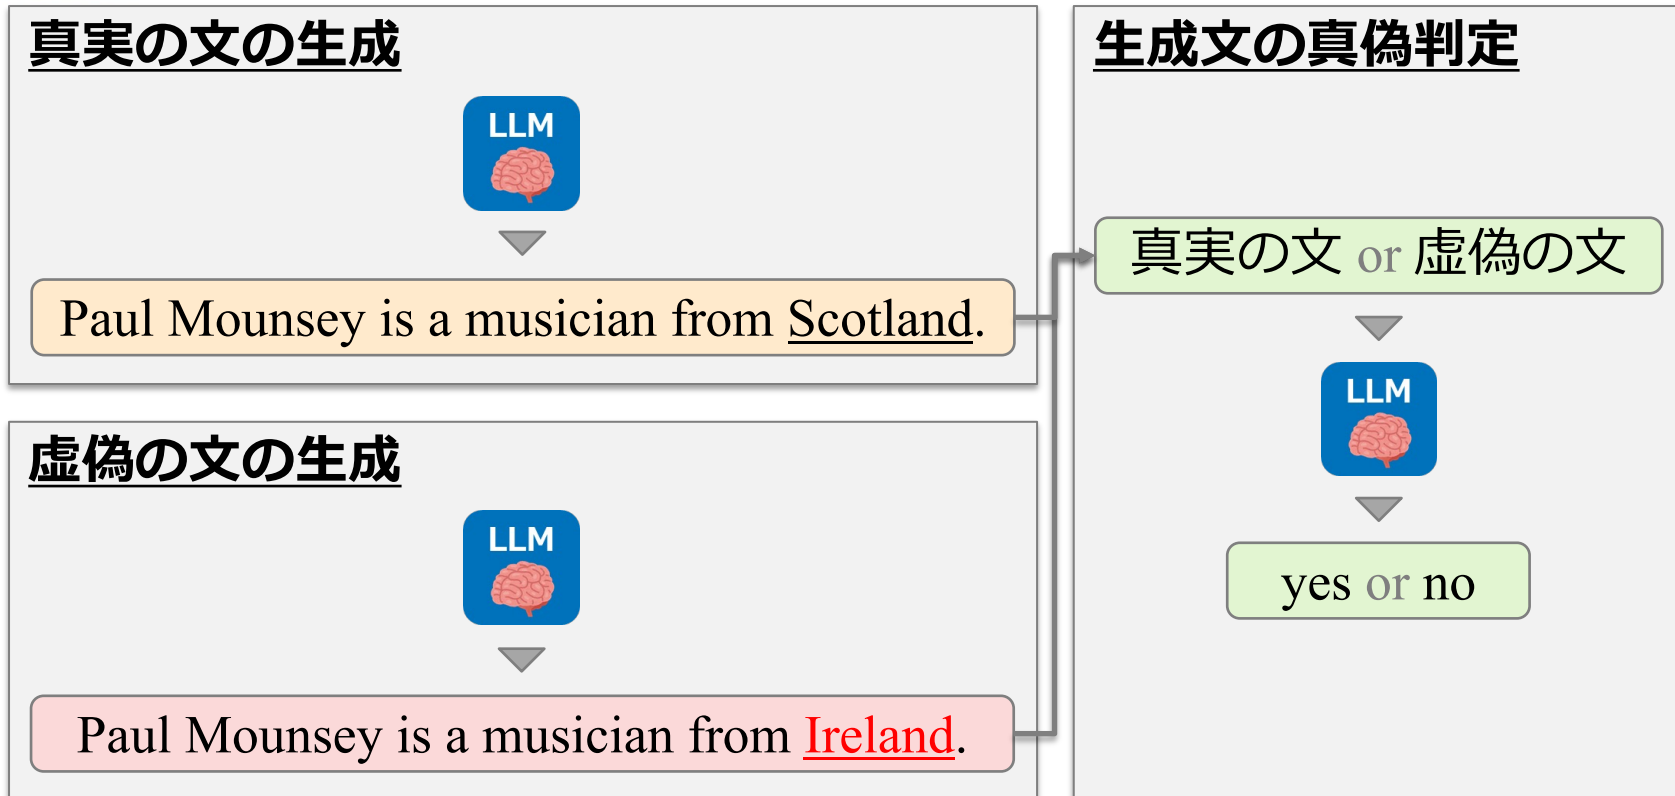 真実の文の生成
LLM
Paul Mounsey is a musician from Scotland.
虚偽の文の生成
LLM
Paul Mounsey is a musician from Ireland.
生成文の真偽判定
真実の文 or 虚偽の文
LLM
yes or no